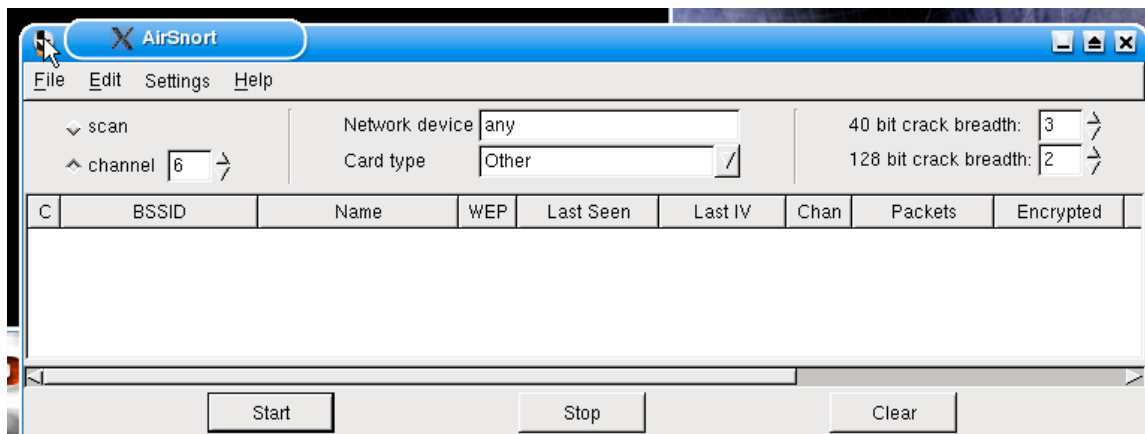 AirSnort
File Edit Settings Help
scan Network device any 40 bit crack breadth: 3
channel 6 Card type Other 128 bit crack breadth: 2
C BSSID Name WEP Last Seen Last IV Chan Packets Encrypted
Start Stop Clear